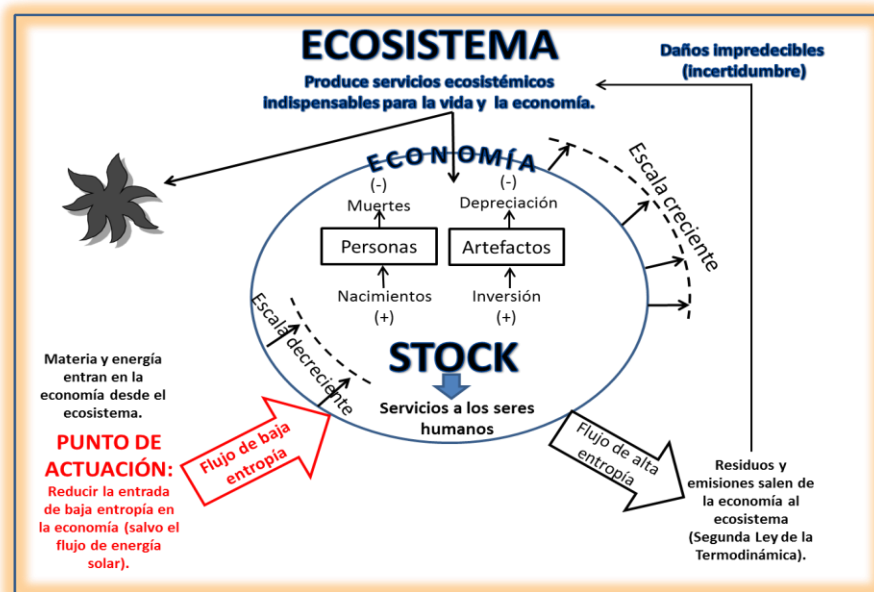 ECOSISTEMA
Produce servicios ecosistémicos
indispensables para la vida y la economía.
Daños impredecibles
(incertidumbre)
ECONOMÍA
(-)
Muertes
Personas
Nacimientos
(+)
(-)
Depreciación
Artefactos
Inversión
(+)
Escala creciente
Escala decreciente
STOCK
Servicios a los seres
humanos
Materia y energía
entran en la
economía desde el
ecosistema.
PUNTO DE
ACTUACIÓN:
Reducir la entrada
de baja entropía en
la economía (salvo el
flujo de energía
solar).
Flujo de baja
entropía
Flujo de alta
entropía
Residuos y
emisiones salen de
la economía al
ecosistema
(Segunda Ley de la
Termodinámica).